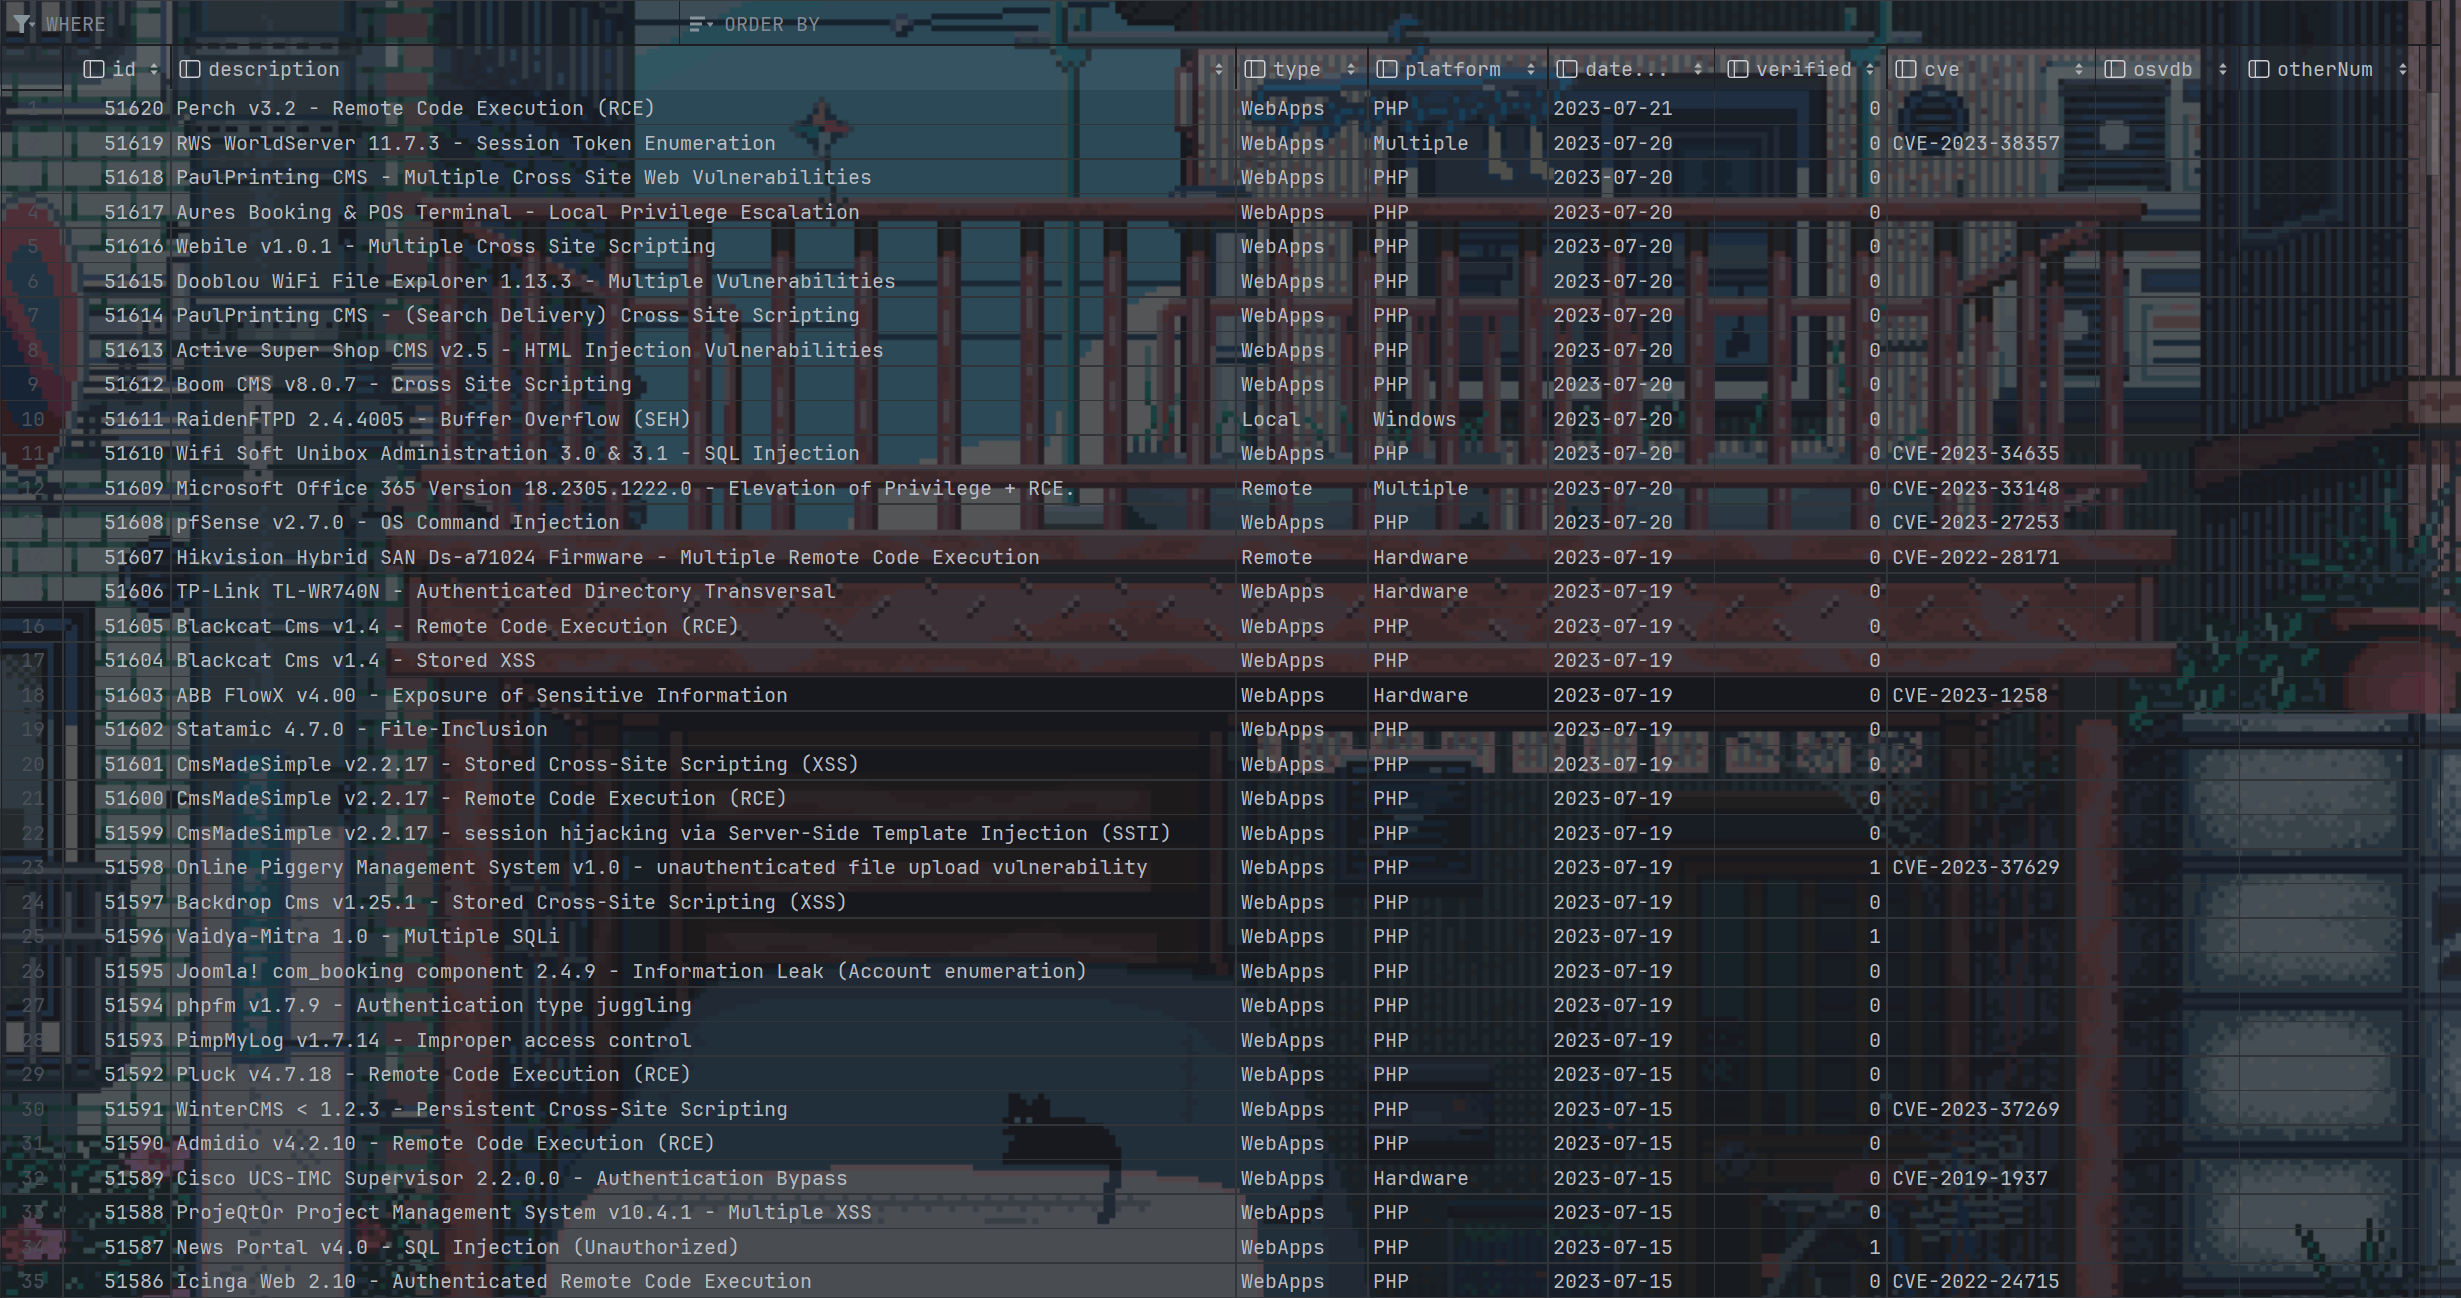 WHERE ORDER BY
id description type platform date... verified cve osvdb otherNum
1 51620 Perch v3.2 - Remote Code Execution (RCE) WebApps PHP 2023-07-21 0
51619 RWS WorldServer 11.7.3 - Session Token Enumeration WebApps Multiple 2023-07-20 0 CVE-2023-38357
51618 PaulPrinting CMS - Multiple Cross Site Web Vulnerabilities WebApps PHP 2023-07-20 0
4 51617 Aures Booking & POS Terminal - Local Privilege Escalation WebApps PHP 2023-07-20 0
5 51616 Webile v1.0.1 - Multiple Cross Site Scripting WebApps PHP 2023-07-20 0
6 51615 Dooblou WiFi File Explorer 1.13.3 - Multiple Vulnerabilities WebApps PHP 2023-07-20 0
7 51614 PaulPrinting CMS - (Search Delivery) Cross Site Scripting WebApps PHP 2023-07-20 0
8 51613 Active Super Shop CMS v2.5 - HTML Injection Vulnerabilities WebApps PHP 2023-07-20 0
9 51612 Boom CMS v8.0.7 - Cross Site Scripting WebApps PHP 2023-07-20 0
10 51611 RaidenFTPD 2.4.4005 - Buffer Overflow (SEH) Local Windows 2023-07-20 0
11 51610 Wifi Soft Unibox Administration 3.0 & 3.1 - SQL Injection WebApps PHP 2023-07-20 0 CVE-2023-34635
12 51609 Microsoft Office 365 Version 18.2305.1222.0 - Elevation of Privilege + RCE. Remote Multiple 2023-07-20 0 CVE-2023-33148
51608 pfSense v2.7.0 - OS Command Injection WebApps PHP 2023-07-20 0 CVE-2023-27253
51607 Hikvision Hybrid SAN Ds-a71024 Firmware - Multiple Remote Code Execution Remote Hardware 2023-07-19 0 CVE-2022-28171
51606 TP-Link TL-WR740N - Authenticated Directory Transversal WebApps Hardware 2023-07-19 0
16 51605 Blackcat Cms v1.4 - Remote Code Execution (RCE) WebApps PHP 2023-07-19 0
17 51604 Blackcat Cms v1.4 - Stored XSS WebApps PHP 2023-07-19 0
18 51603 ABB FlowX v4.00 - Exposure of Sensitive Information WebApps Hardware 2023-07-19 0 CVE-2023-1258
19 51602 Statamic 4.7.0 - File-Inclusion WebApps PHP 2023-07-19 0
20 51601 CmsMadeSimple v2.2.17 - Stored Cross-Site Scripting (XSS) WebApps PHP 2023-07-19 0
21 51600 CmsMadeSimple v2.2.17 - Remote Code Execution (RCE) WebApps PHP 2023-07-19 0
22 51599 CmsMadeSimple v2.2.17 - session hijacking via Server-Side Template Injection (SSTI) WebApps PHP 2023-07-19 0
23 51598 Online Piggery Management System v1.0 - unauthenticated file upload vulnerability WebApps PHP 2023-07-19 1 CVE-2023-37629
24 51597 Backdrop Cms v1.25.1 - Stored Cross-Site Scripting (XSS) WebApps PHP 2023-07-19 0
25 51596 Vaidya-Mitra 1.0 - Multiple SQLi WebApps PHP 2023-07-19 1
26 51595 Joomla! com_booking component 2.4.9 - Information Leak (Account enumeration) WebApps PHP 2023-07-19 0
27 51594 phpfm v1.7.9 - Authentication type juggling WebApps PHP 2023-07-19 0
28 51593 PimpMyLog v1.7.14 - Improper access control WebApps PHP 2023-07-19 0
29 51592 Pluck v4.7.18 - Remote Code Execution (RCE) WebApps PHP 2023-07-15 0
30 51591 WinterCMS < 1.2.3 - Persistent Cross-Site Scripting WebApps PHP 2023-07-15 0 CVE-2023-37269
31 51590 Admidio v4.2.10 - Remote Code Execution (RCE) WebApps PHP 2023-07-15 0
32 51589 Cisco UCS-IMC Supervisor 2.2.0.0 - Authentication Bypass WebApps Hardware 2023-07-15 0 CVE-2019-1937
33 51588 ProjeQtOr Project Management System v10.4.1 - Multiple XSS WebApps PHP 2023-07-15 0
34 51587 News Portal v4.0 - SQL Injection (Unauthorized) WebApps PHP 2023-07-15 1
35 51586 Icinga Web 2.10 - Authenticated Remote Code Execution WebApps PHP 2023-07-15 0 CVE-2022-24715